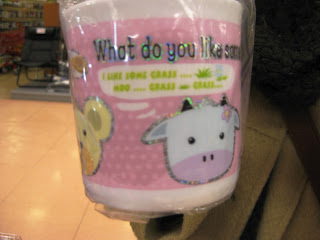 What do you like
I LIKE SOME GRASS ....
MOO .... GRASS GRASS...